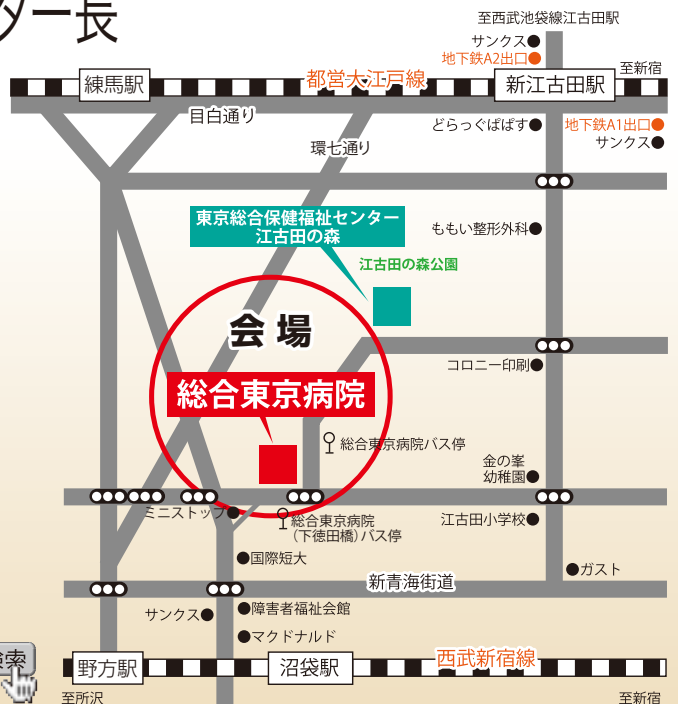 ター長
至西武池袋線江古田駅
サンクス
地下鉄A2出口
都営大江戸線
至新宿
練馬駅
新江古田駅
目白通り
どらっぐぱぱす
地下鉄A1出口
サンクス
環七通り
東京総合保健福祉センター
江古田の森
ももい整形外科
江古田の森公園
会場
コロニー印刷
総合東京病院
総合東京病院バス停
金の峯
幼稚園
ミニストップ
総合東京病院
(下徳田橋)バス停
江古田小学校
国際短大
ガスト
新青海街道
サンクス
障害者福祉会館
マクドナルド
検索
野方駅
沼袋駅
西武新宿線
至所沢
至新宿